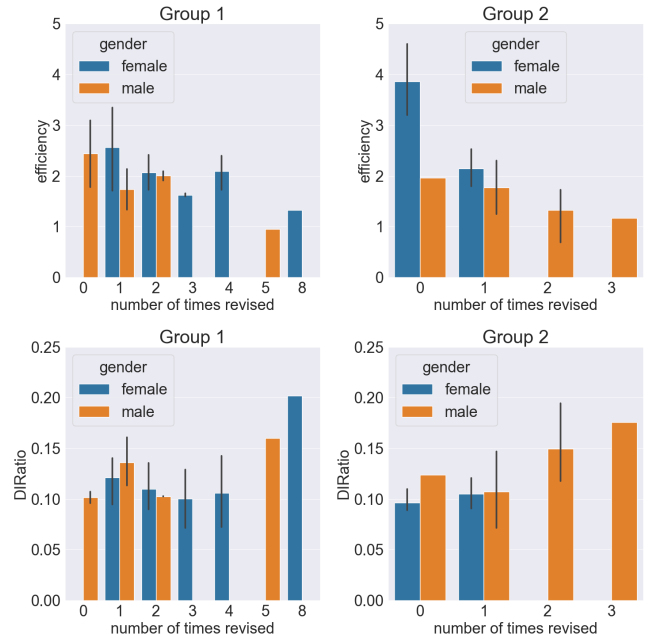 Group 1
5
4
3
2
1
0
efficiency
gender
female
male
0 1 2 3 4 5 8
number of times revised
Group 2
5
4
3
2
1
0
efficiency
gender
female
male
0 1 2 3
number of times revised
Group 1
0.25
0.20
0.15
0.10
0.05
0.00
DIRatio
gender
female
male
0 1 2 3 4 5 8
number of times revised
Group 2
0.25
0.20
0.15
0.10
0.05
0.00
DIRatio
gender
female
male
0 1 2 3
number of times revised